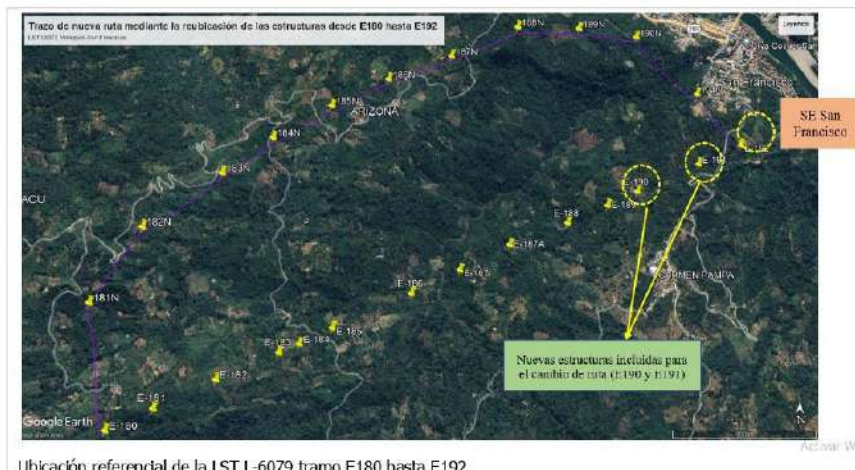 Trazo de nueva ruta mediante la reubicación de las estructuras desde E180 hasta E192
Leyenda
188N
189N
190N
187N
186N
185N
ARIZONA
184N
183N
182N
181N
San Francisco
SE San
Francisco
E-190
E-189
E-188
E-187A
E-187
E-186
E-185
E-184
E-183
E-182
E-181
E-180
CARMEN PAMPA
Nuevas estructuras incluidas para
el cambio de ruta (E190 y E191)
Google Earth
N
Activar W
Ubicación referencial de la LST L-6079 tramo E180 hasta E192